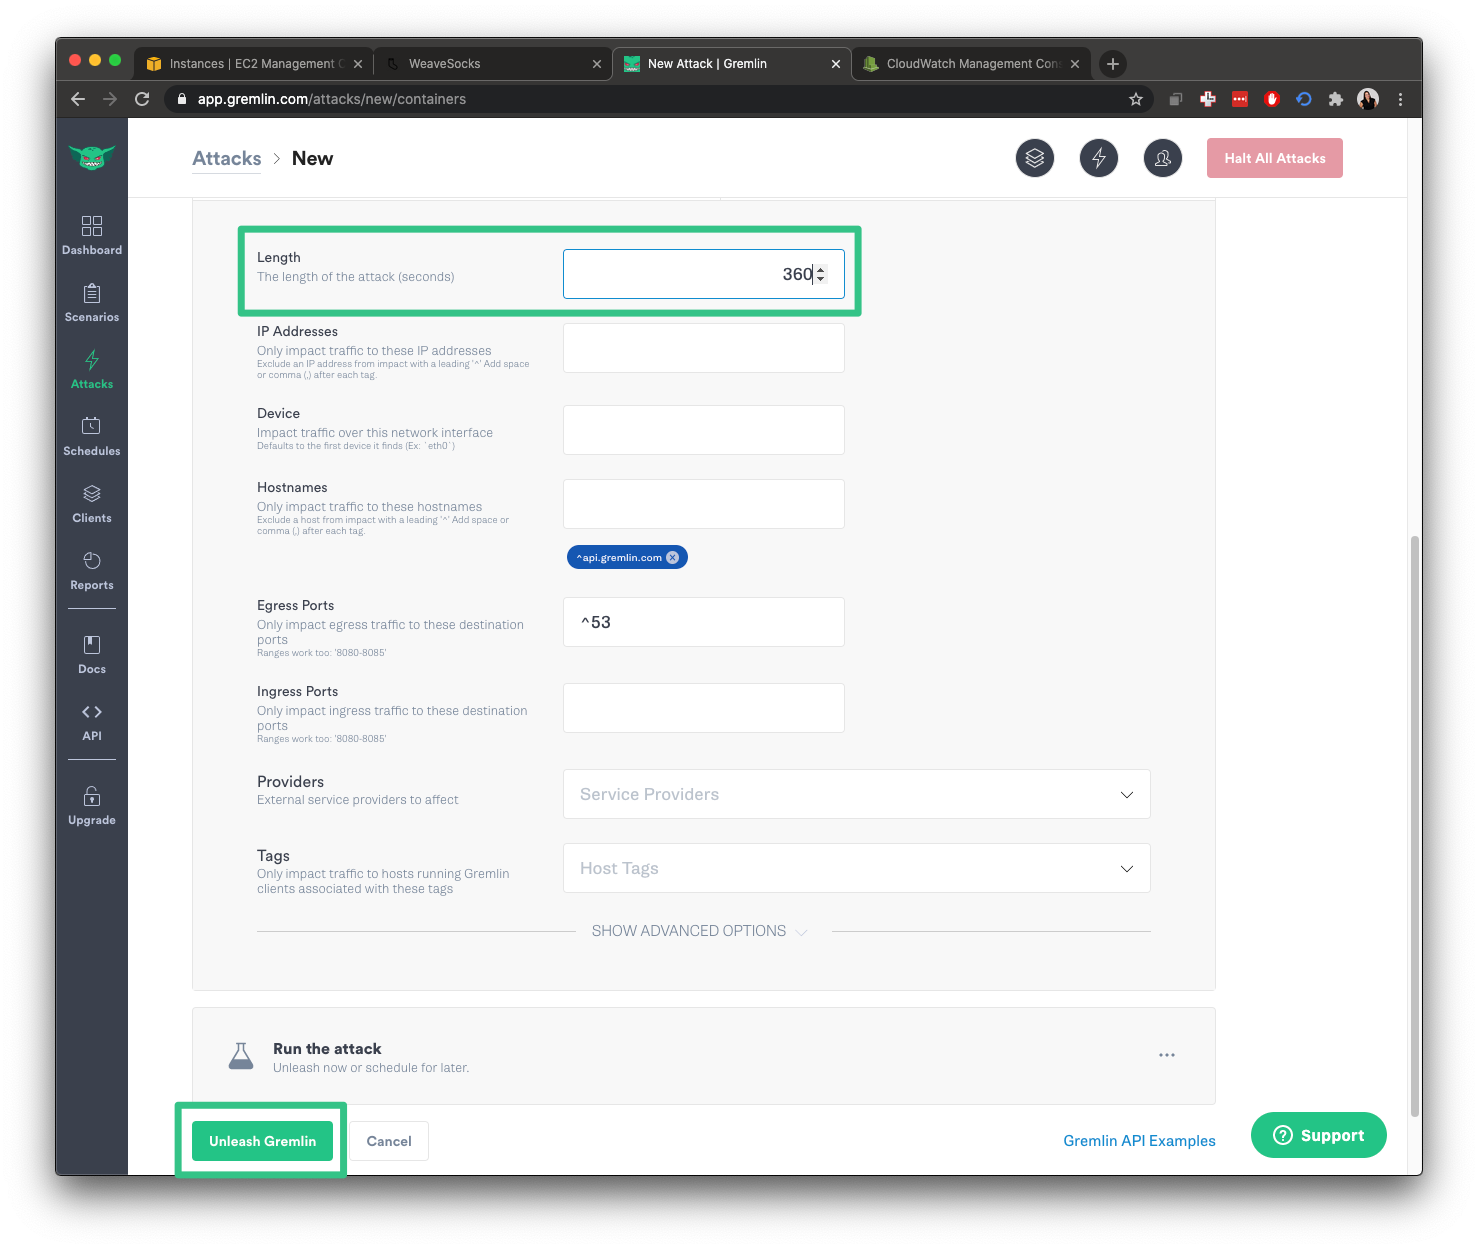 Instances | EC2 Management C
WeaveSocks
New Attack | Gremlin
CloudWatch Management Cons
app.gremlin.com/attacks/new/containers
Attacks > New
Halt All Attacks
Dashboard
Scenarios
Attacks
Schedules
Clients
Reports
Docs
API
Upgrade
Length
The length of the attack (seconds)
360
IP Addresses
Only impact traffic to these IP addresses
Exclude an IP address from impact with a leading '^' Add space
or comma (,) after each tag.
Device
Impact traffic over this network interface
Defaults to the first device it finds (Ex: `eth0`)
Hostnames
Only impact traffic to these hostnames
Exclude a host from impact with a leading '^' Add space or
comma (,) after each tag.
^api.gremlin.com
Egress Ports
Only impact egress traffic to these destination
ports
Ranges work too: '8080-8085'
^53
Ingress Ports
Only impact ingress traffic to these destination
ports
Ranges work too: '8080-8085'
Providers
External service providers to affect
Service Providers
Tags
Only impact traffic to hosts running Gremlin
clients associated with these tags
Host Tags
SHOW ADVANCED OPTIONS
Run the attack
Unleash now or schedule for later.
Unleash Gremlin
Cancel
Gremlin API Examples
Support